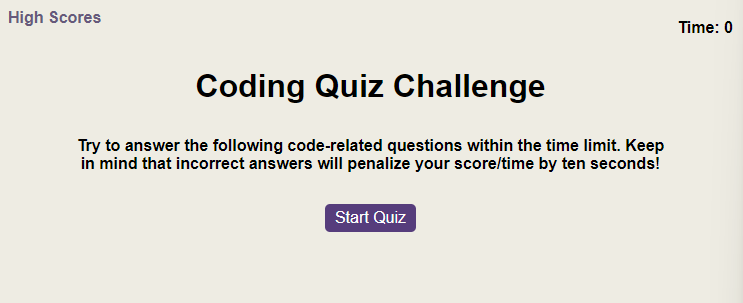 High Scores
Time: 0
Coding Quiz Challenge
Try to answer the following code-related questions within the time limit. Keep
in mind that incorrect answers will penalize your score/time by ten seconds!
Start Quiz